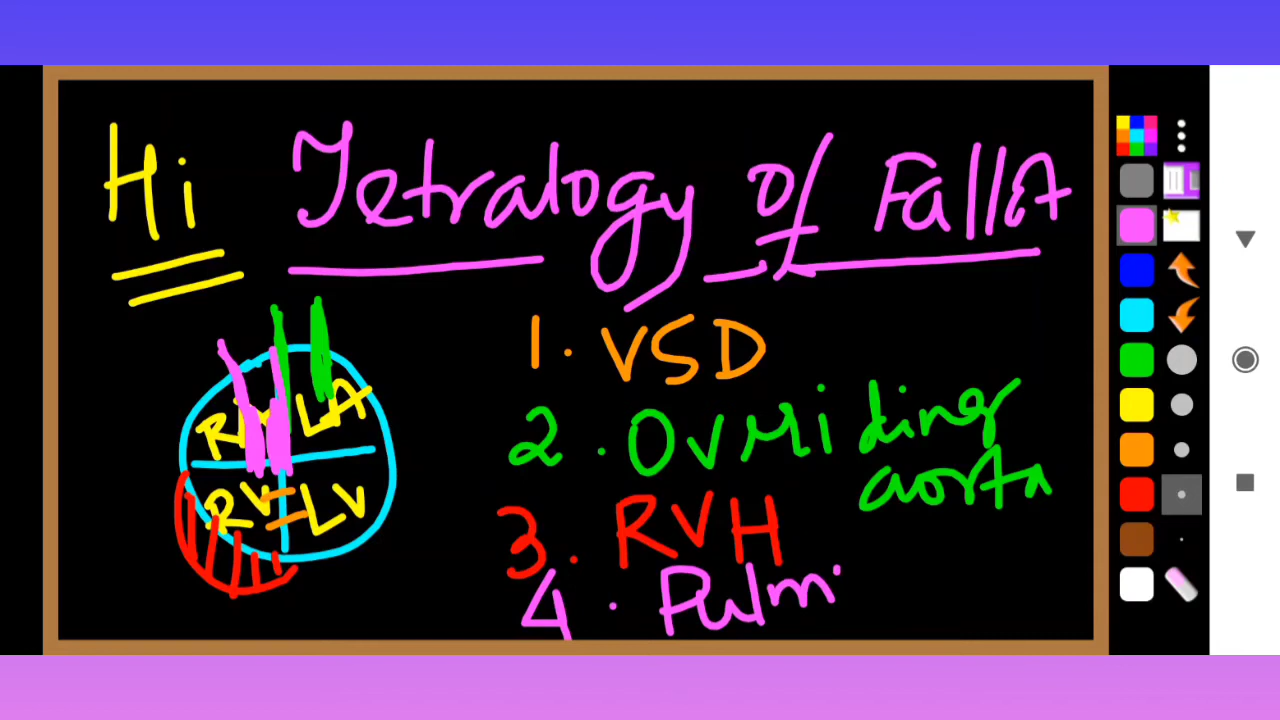 Hi Tetralogy of Fallot
1. VSD
2. Overriding
aorta
3. RVH
4. Pulm
RA LA
RV LV